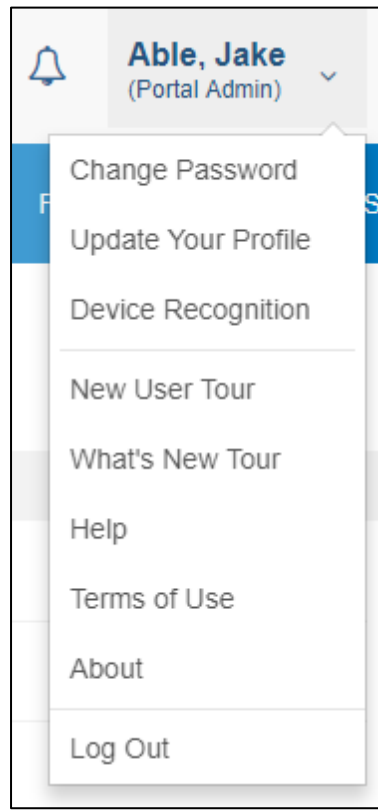 Able, Jake
(Portal Admin)
F
S
Change Password
Update Your Profile
Device Recognition
New User Tour
What's New Tour
Help
Terms of Use
About
Log Out